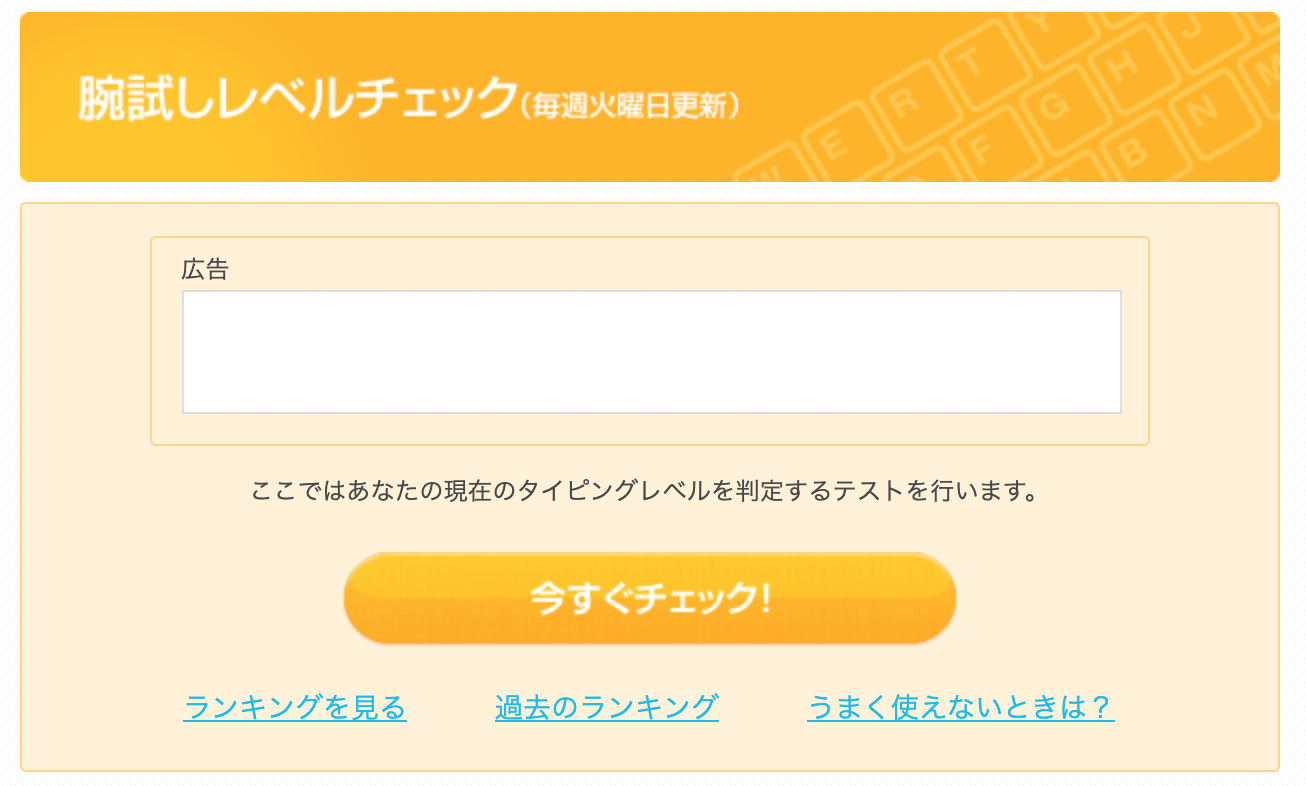 腕試しレベルチェック(毎週火曜日更新)
W E R T Y
D F G H J
B N M
広告
ここではあなたの現在のタイピングレベルを判定するテストを行います。
今すぐチェック!
ランキングを見る 過去のランキング うまく使えないときは？